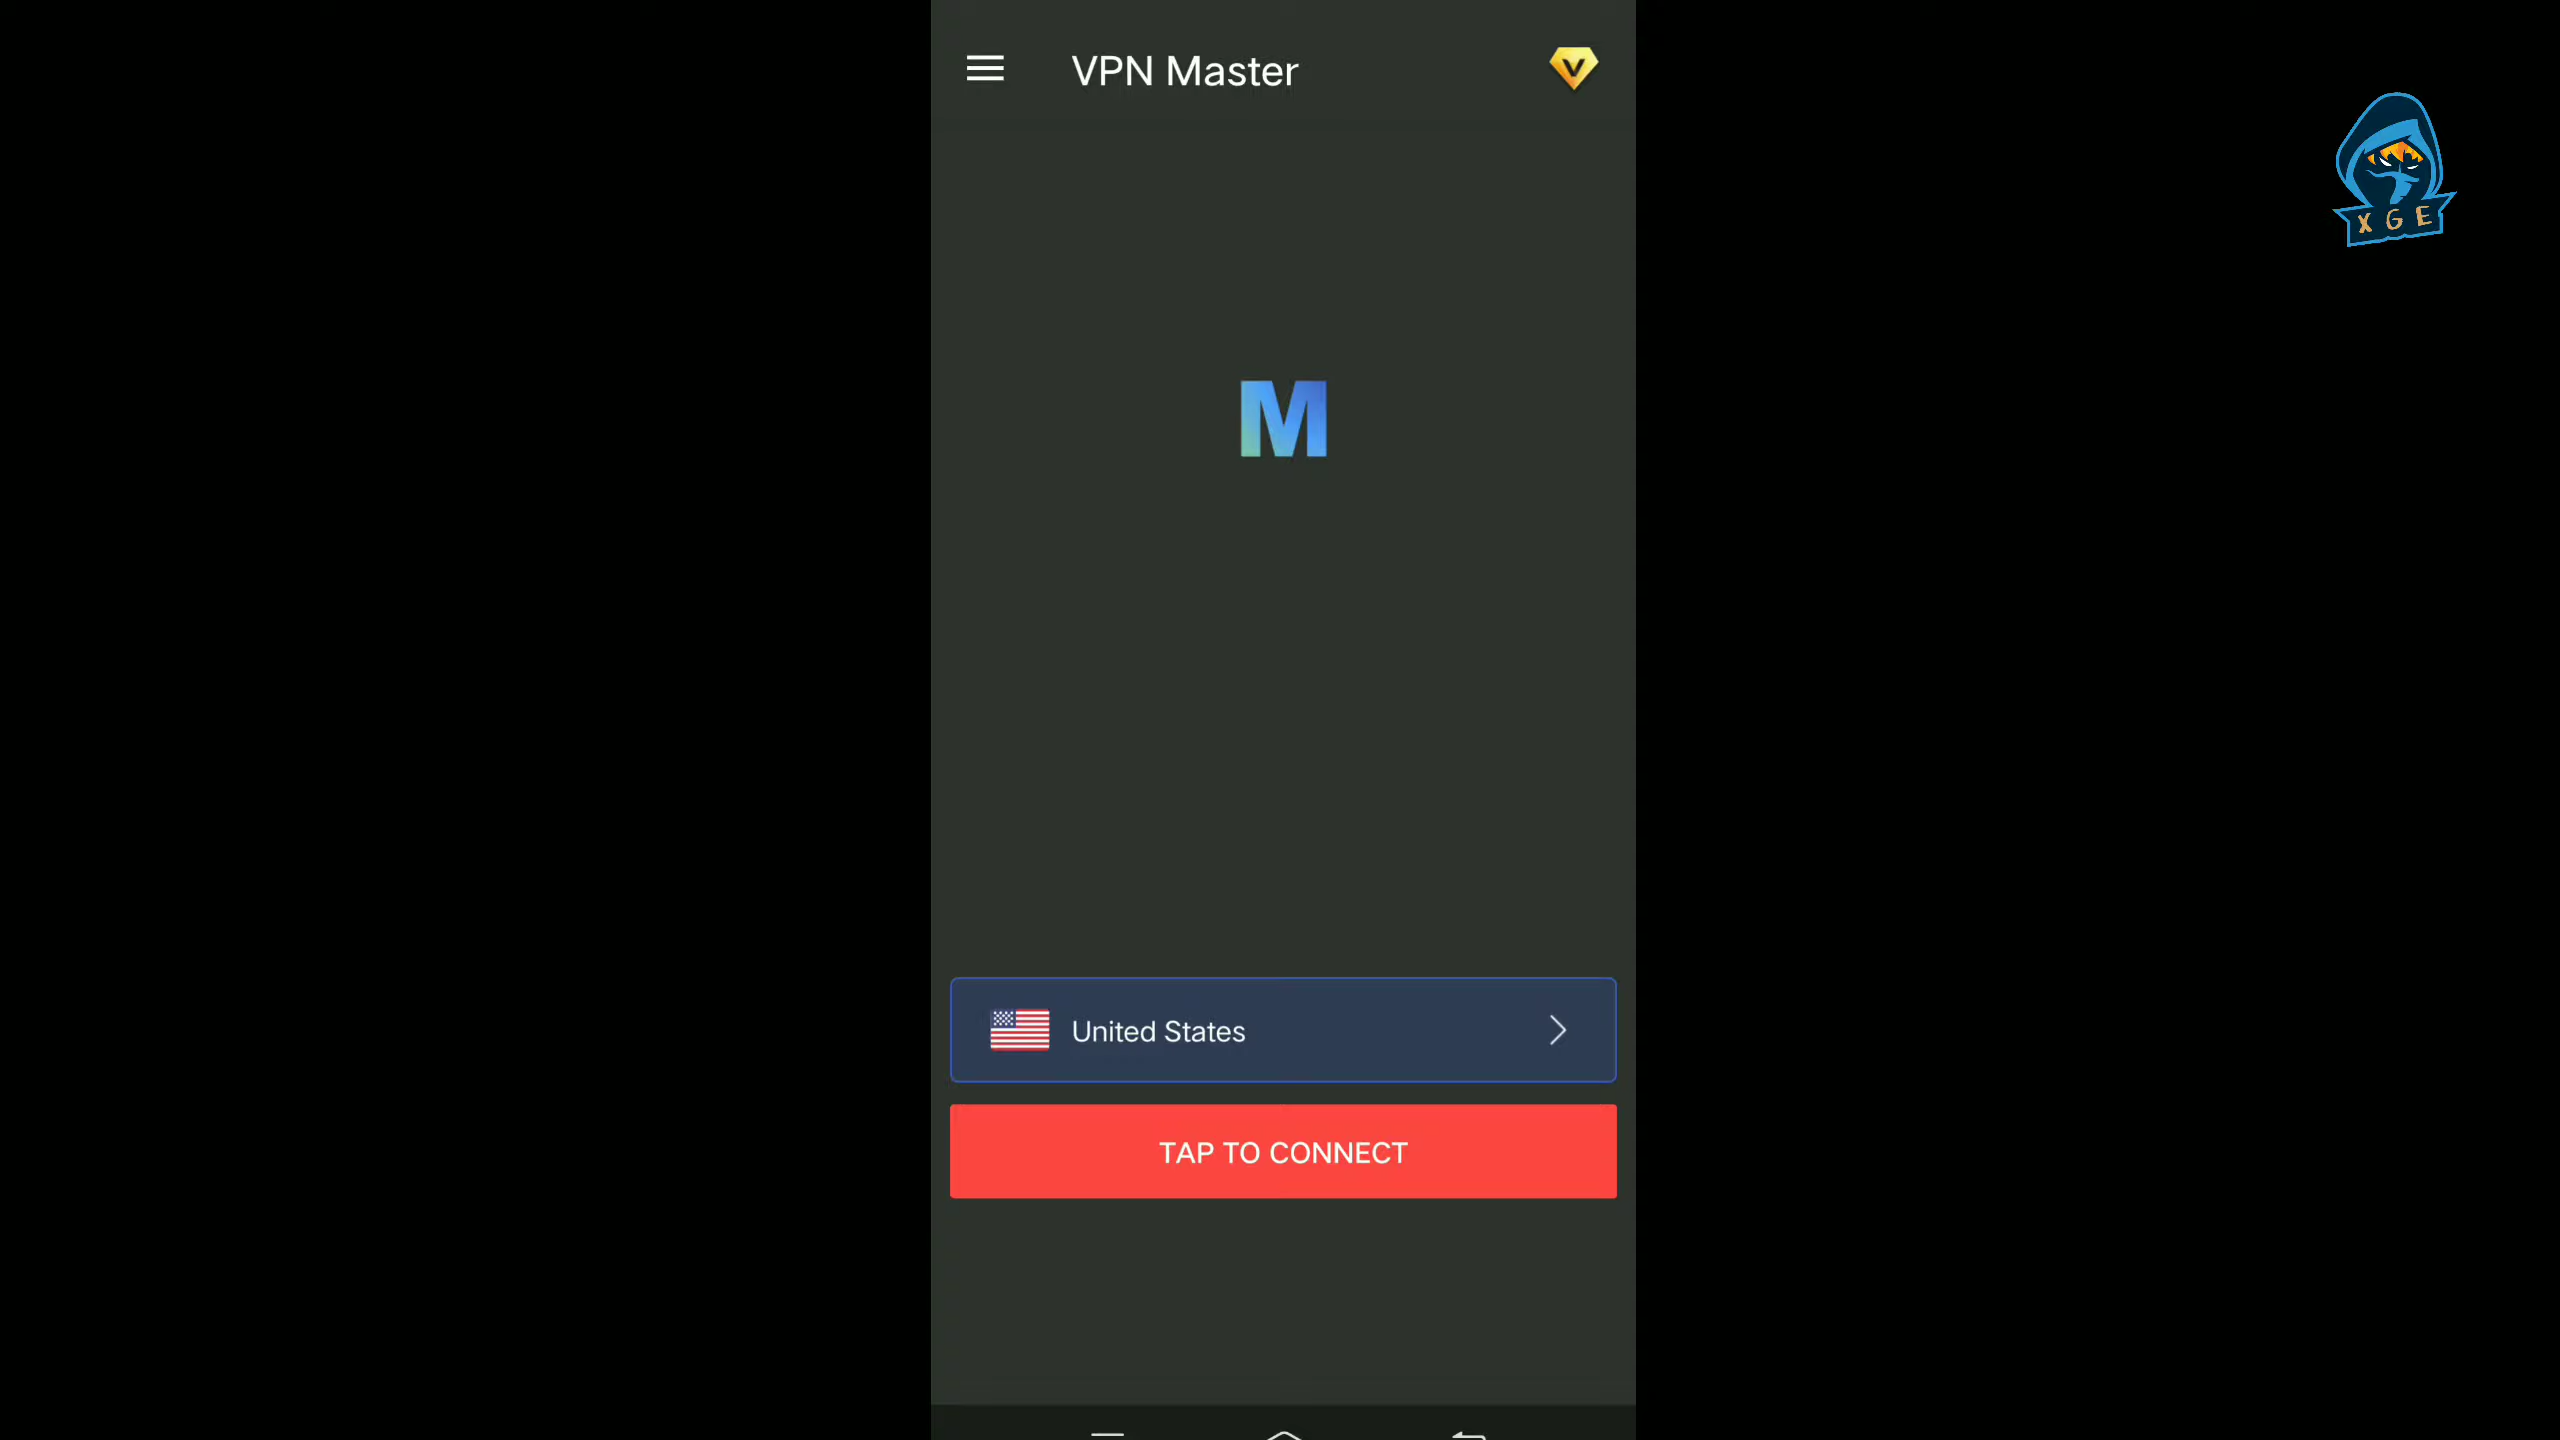 VPN Master
V
X G E
M
United States
TAP TO CONNECT